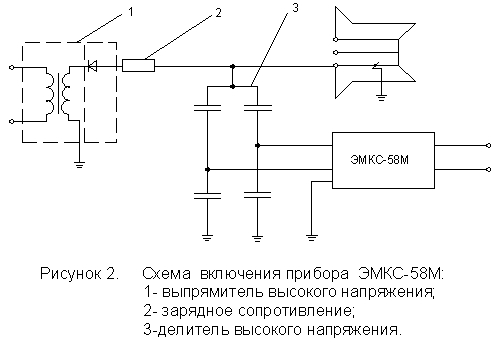 1
2
3
ЭМКС-58М
Рисунок 2. Схема включения прибора ЭМКС-58М:
1- выпрямитель высокого напряжения;
2- зарядное сопротивление;
3-делитель высокого напряжения.